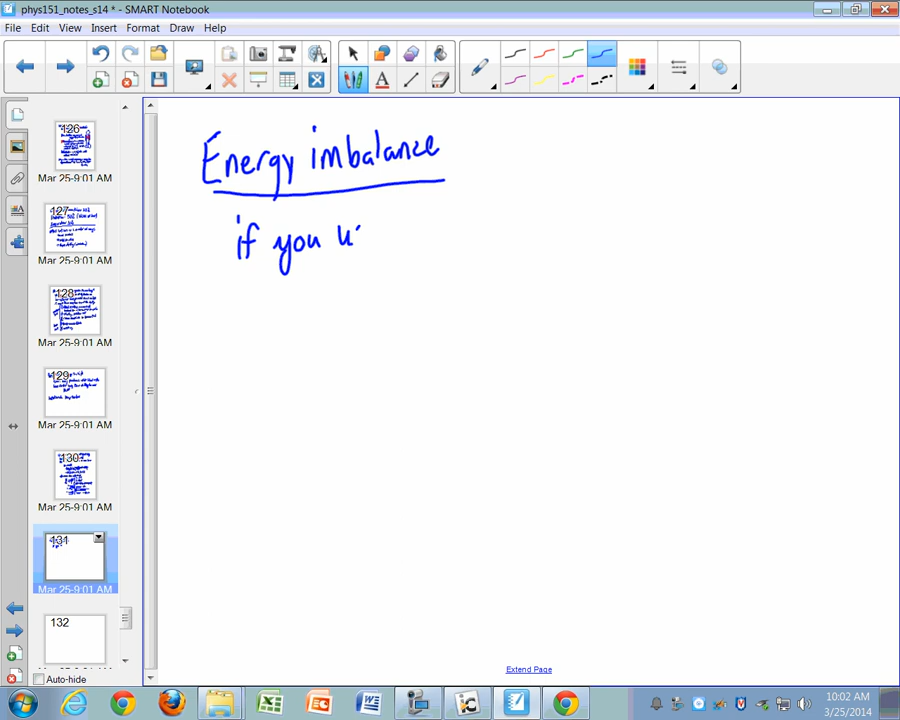 phys151_notes_s14 * - SMART Notebook
File Edit View Insert Format Draw Help
126
Mar 25-9:01 AM
127
Mar 25-9:01 AM
128
Mar 25-9:01 AM
129
Mar 25-9:01 AM
130
Mar 25-9:01 AM
131
Mar 25-9:01 AM
132
Auto-hide
Energy imbalance
if you
Extend Page
10:02 AM
3/25/2014